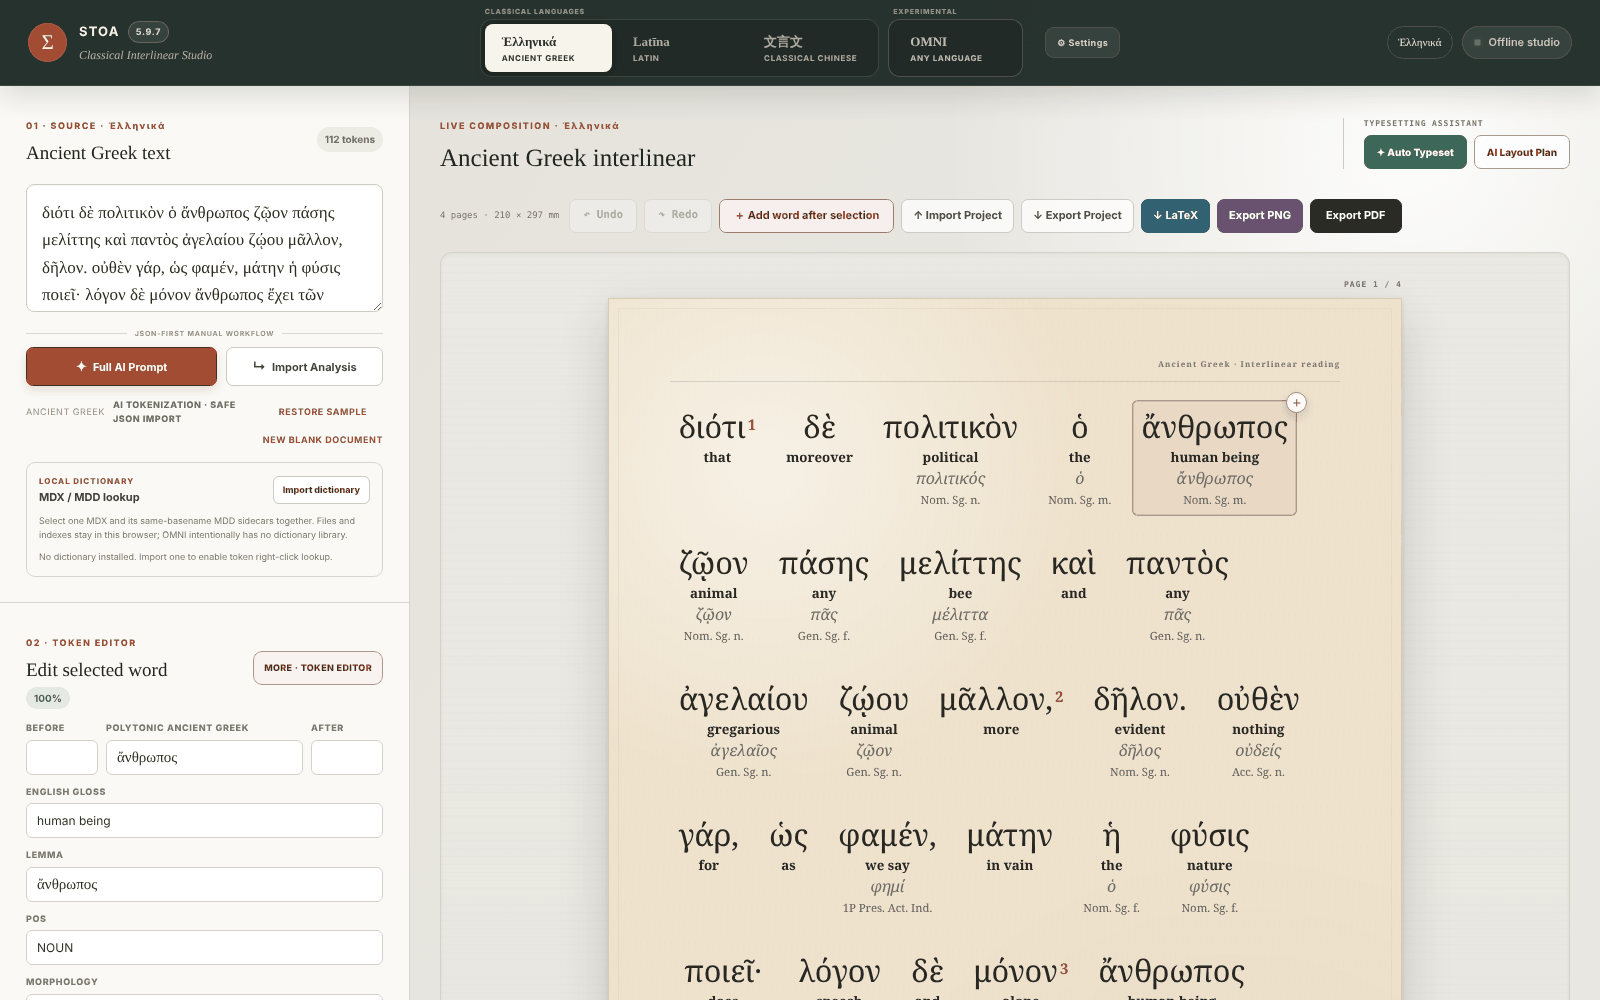 Σ
STOA 5.9.7
Classical Interlinear Studio
CLASSICAL LANGUAGES
Ἑλληνικά
ANCIENT GREEK
Latīna
LATIN
文言文
CLASSICAL CHINESE
EXPERIMENTAL
OMNI
ANY LANGUAGE
⚙ Settings
Ἑλληνικά
Offline studio
01 · SOURCE · Ἑλληνικά
Ancient Greek text
112 tokens
διότι δὲ πολιτικὸν ὁ ἄνθρωπος ζῷον πάσης
μελίττης καὶ παντὸς ἀγελαίου ζῴου μᾶλλον,
δῆλον. οὐθὲν γάρ, ὡς φαμέν, μάτην ἡ φύσις
ποιεῖ· λόγον δὲ μόνον ἄνθρωπος ἔχει τῶν
JSON-FIRST MANUAL WORKFLOW
✦ Full AI Prompt
↳ Import Analysis
ANCIENT GREEK
AI TOKENIZATION · SAFE
JSON IMPORT
RESTORE SAMPLE
NEW BLANK DOCUMENT
LOCAL DICTIONARY
MDX / MDD lookup
Import dictionary
Select one MDX and its same-basename MDD sidecars together. Files and
indexes stay in this browser; OMNI intentionally has no dictionary library.
No dictionary installed. Import one to enable token right-click lookup.
02 · TOKEN EDITOR
Edit selected word
MORE · TOKEN EDITOR
100%
BEFORE POLYTONIC ANCIENT GREEK AFTER
ἄνθρωπος
ENGLISH GLOSS
human being
LEMMA
ἄνθρωπος
POS
NOUN
MORPHOLOGY
LIVE COMPOSITION · Ἑλληνικά
Ancient Greek interlinear
TYPESETTING ASSISTANT
✦ Auto Typeset
AI Layout Plan
4 pages · 210 × 297 mm
↶ Undo
↷ Redo
+ Add word after selection
↑ Import Project
↓ Export Project
↓ LaTeX
Export PNG
Export PDF
PAGE 1 / 4
Ancient Greek · Interlinear reading
διότι1 δὲ πολιτικὸν ὁ ἄνθρωπος +
that moreover political the human being
πολιτικός ὁ ἄνθρωπος
Nom. Sg. n. Nom. Sg. m. Nom. Sg. m.
ζῷον πάσης μελίττης καὶ παντὸς
animal any bee and any
ζῷον πᾶς μέλιττα πᾶς
Nom. Sg. n. Gen. Sg. f. Gen. Sg. f. Gen. Sg. n.
ἀγελαίου ζῴου μᾶλλον,2 δῆλον. οὐθὲν
gregarious animal more evident nothing
ἀγελαῖος ζῷον δῆλος οὐδείς
Gen. Sg. n. Gen. Sg. n. Nom. Sg. n. Acc. Sg. n.
γάρ, ὡς φαμέν, μάτην ἡ φύσις
for as we say in vain the nature
φημί ὁ φύσις
1P Pres. Act. Ind. Nom. Sg. f. Nom. Sg. f.
ποιεῖ· λόγον δὲ μόνον3 ἄνθρωπος